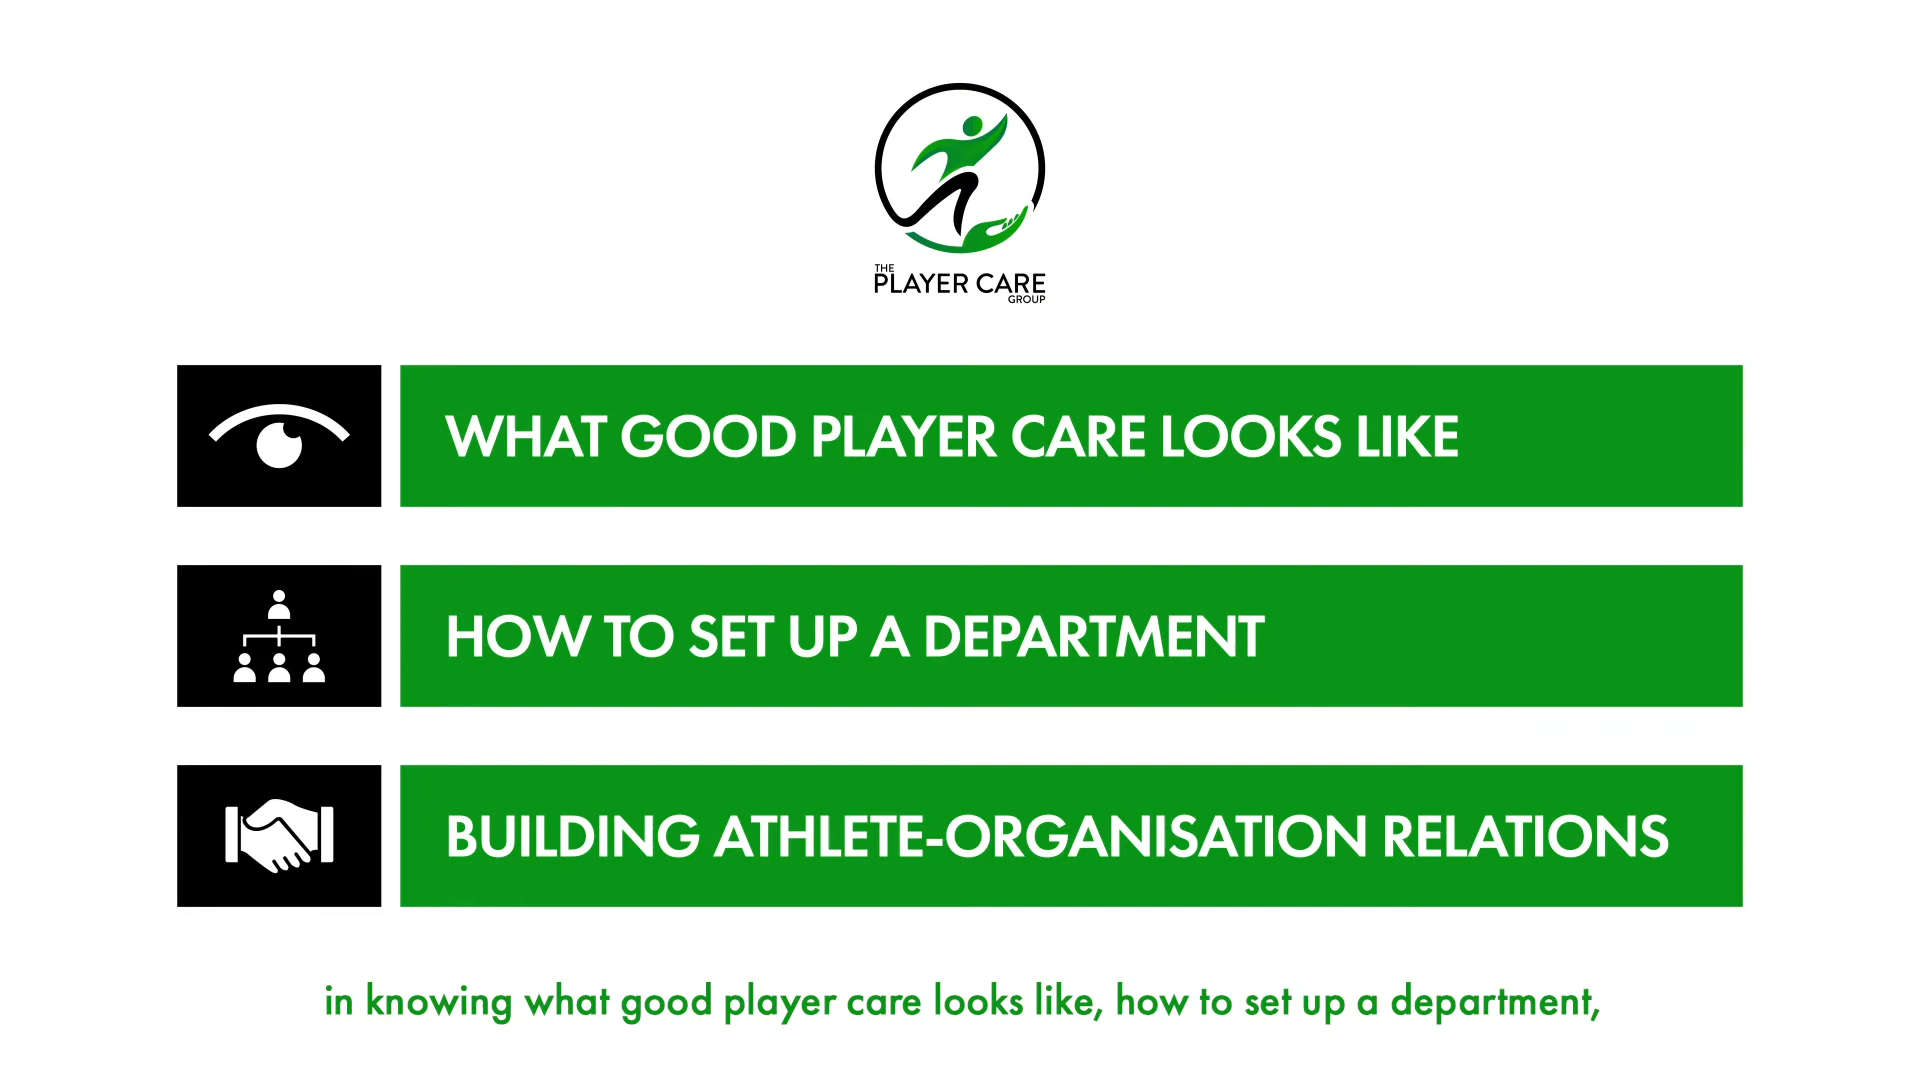 THE
PLAYER CARE
GROUP
WHAT GOOD PLAYER CARE LOOKS LIKE
HOW TO SET UP A DEPARTMENT
BUILDING ATHLETE-ORGANISATION RELATIONS
in knowing what good player care looks like, how to set up a department,